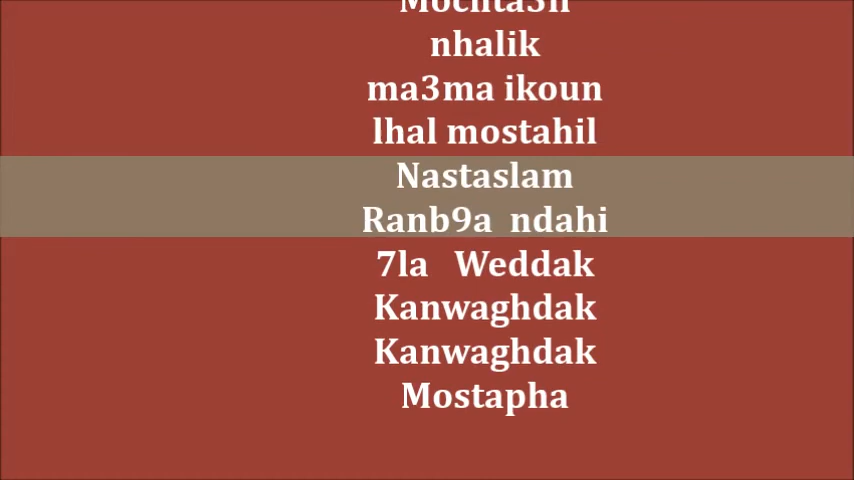 nhalik
ma3ma ikoun
lhal mostahil
Nastaslam
Ranb9a ndahi
7la Weddak
Kanwaghdak
Kanwaghdak
Mostapha